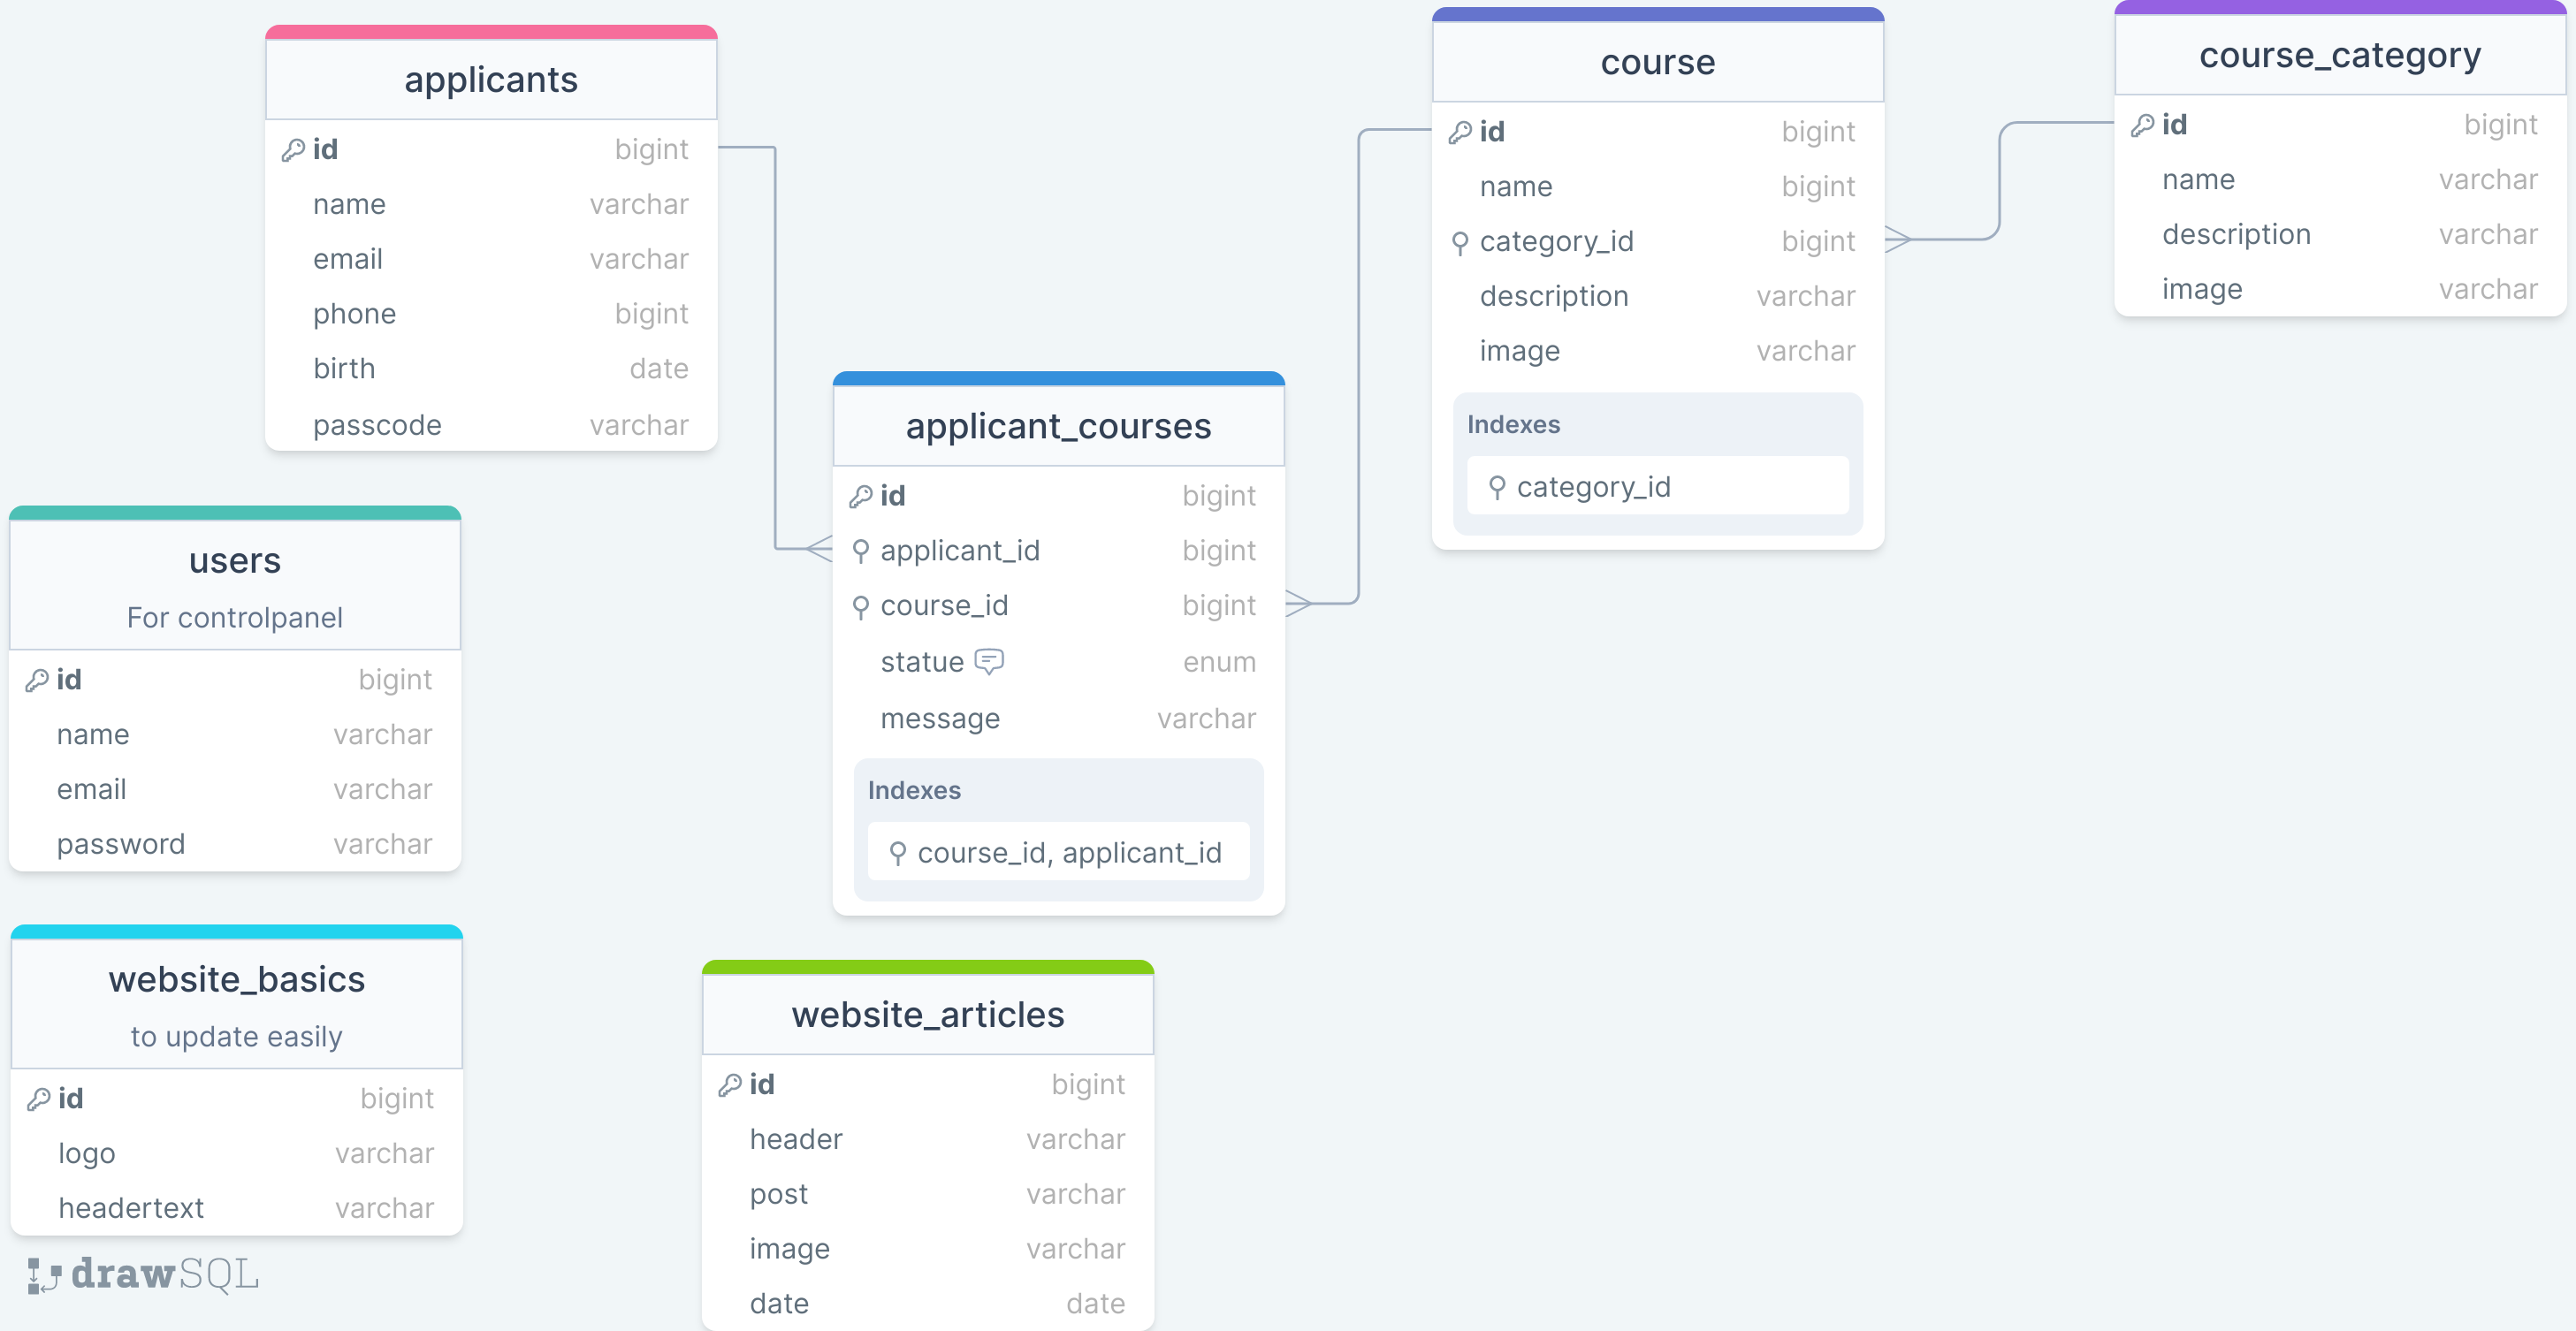 applicants
id bigint
name varchar
email varchar
phone bigint
birth date
passcode varchar
course
id bigint
name bigint
category_id bigint
description varchar
image varchar
Indexes
category_id
course_category
id bigint
name varchar
description varchar
image varchar
applicant_courses
id bigint
applicant_id bigint
course_id bigint
statue enum
message varchar
Indexes
course_id, applicant_id
users
For controlpanel
id bigint
name varchar
email varchar
password varchar
website_basics
to update easily
id bigint
logo varchar
headertext varchar
website_articles
id bigint
header varchar
post varchar
image varchar
date date
drawSQL